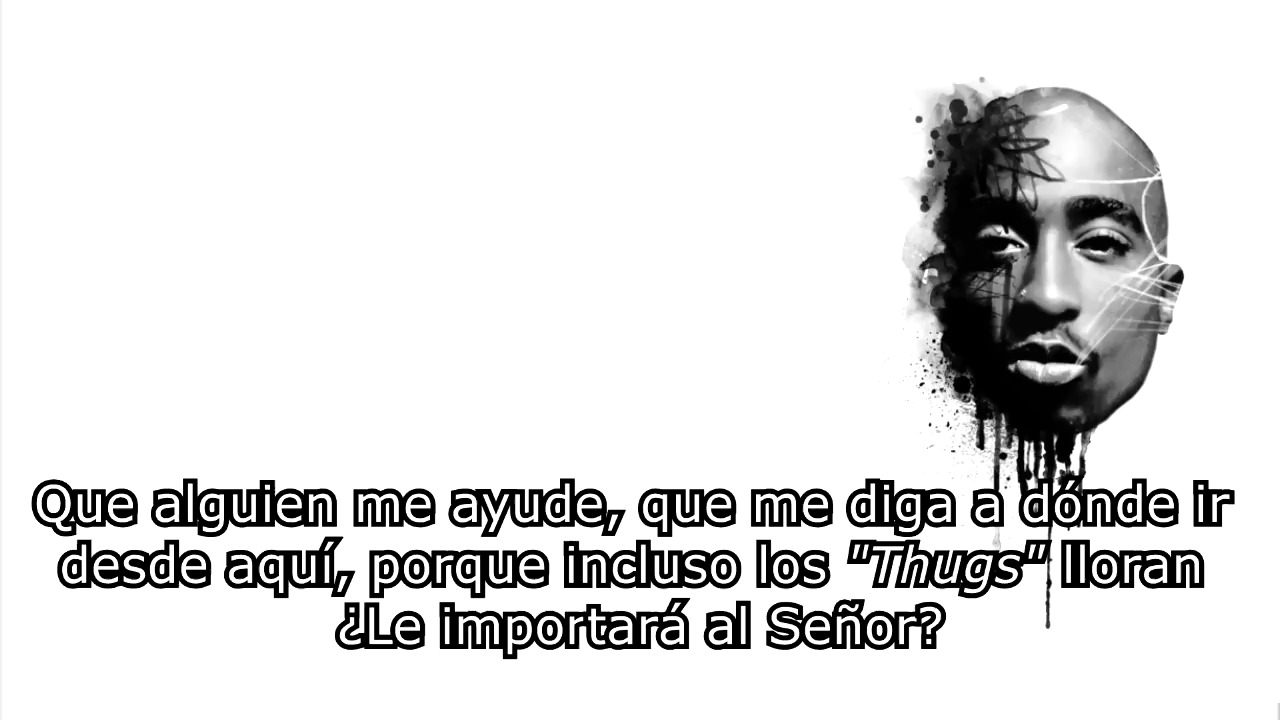 Que alguien me ayude, que me diga a dónde ir
desde aquí, porque incluso los "Thugs" lloran
¿Le importará al Señor?